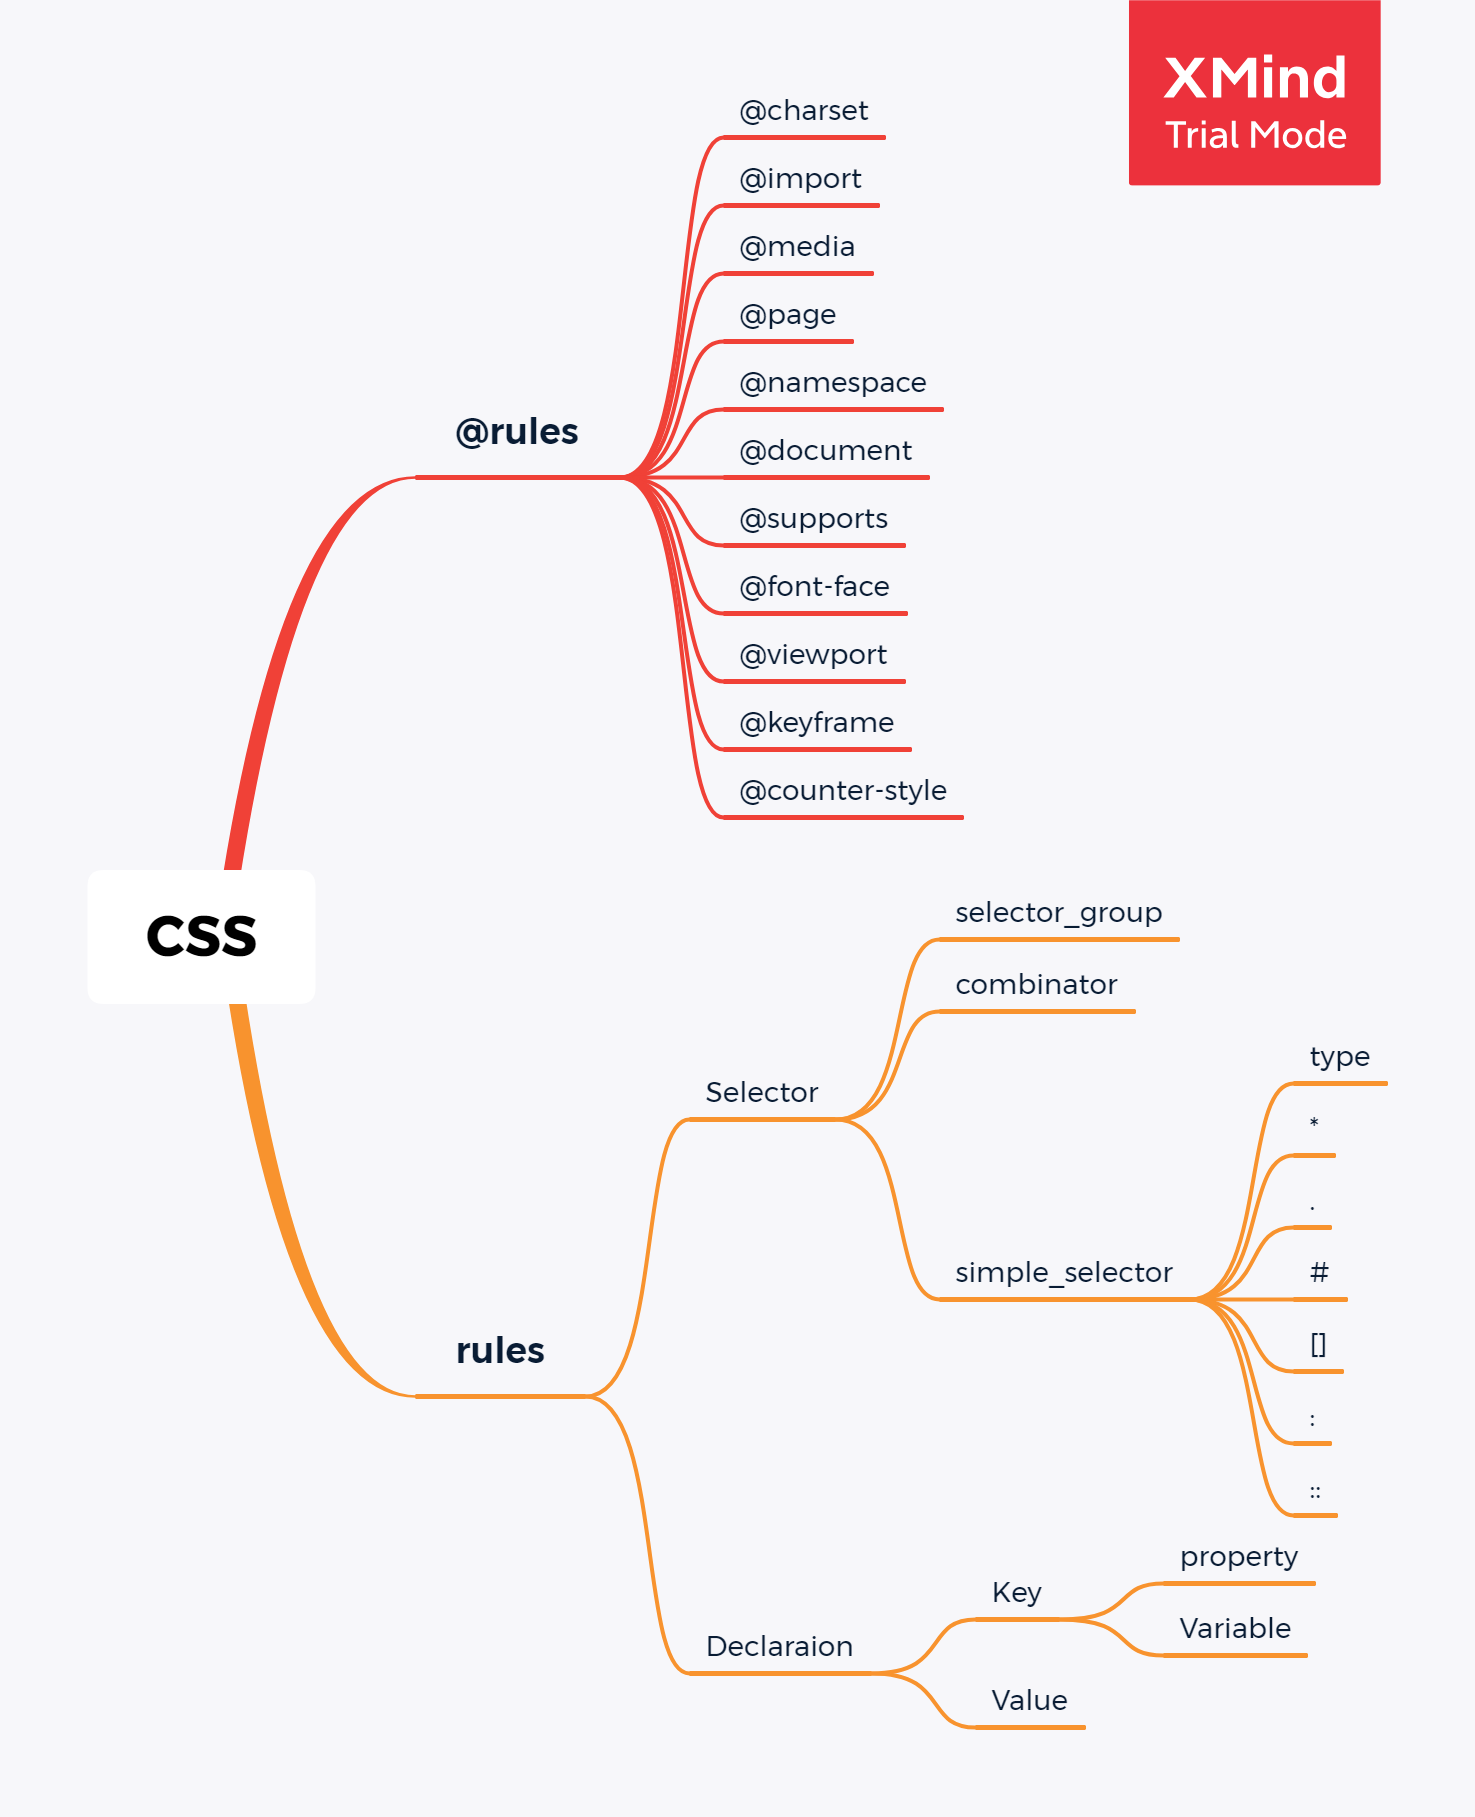 XMind
Trial Mode
@charset
@import
@media
@page
@namespace
@rules
@document
@supports
@font-face
@viewport
@keyframe
@counter-style
CSS
selector_group
combinator
Selector
type
*
.
simple_selector
#
[]
:
::
rules
Declaraion
Key
property
Variable
Value